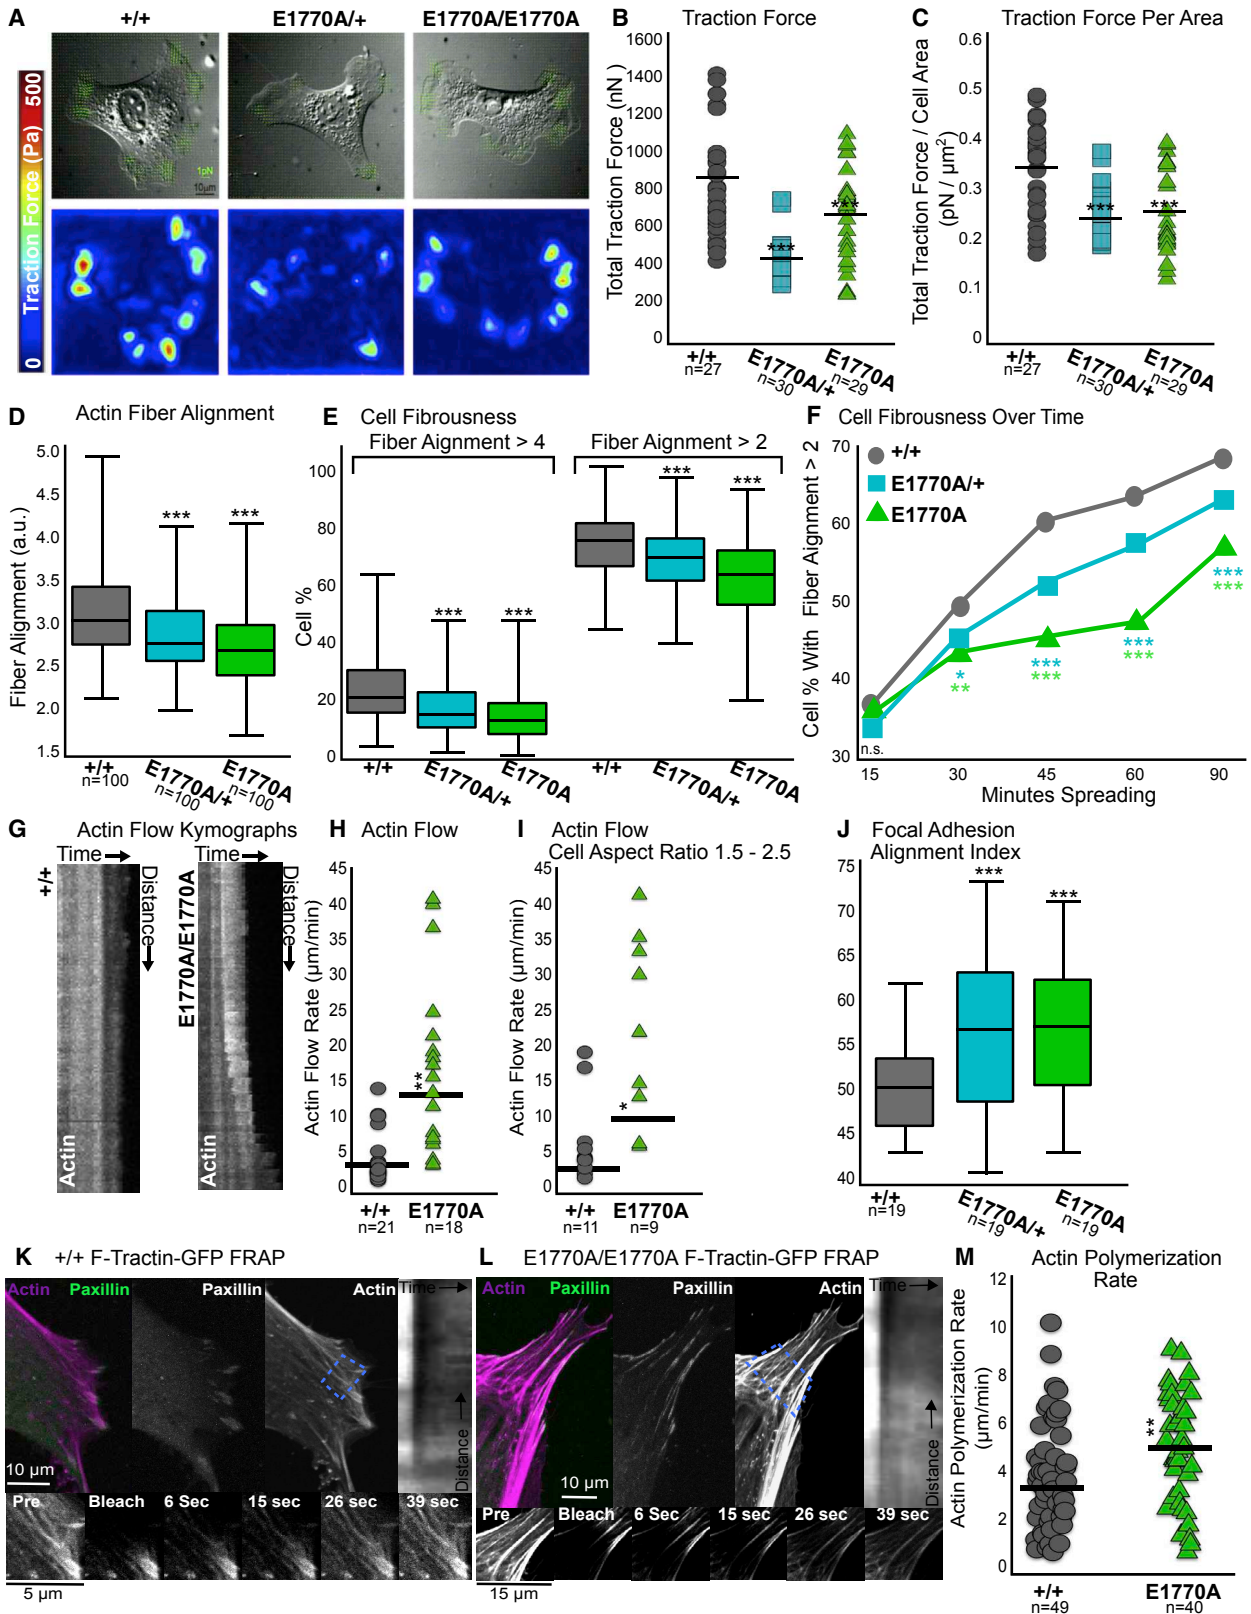 A
+/+
E1770A/+
E1770A/E1770A
0 Traction Force (Pa) 500
1pN
10µm
B Traction Force
Total Traction Force (nN )
1600
1400
1200
1000
800
600
400
200
0
***
***
+/+
n=27
E1770A/+
n=30
E1770A
n=29
C Traction Force Per Area
Total Traction Force / Cell Area
(pN / µm²)
0.6
0.5
0.4
0.3
0.2
0.1
0
***
***
+/+
n=27
E1770A/+
n=30
E1770A
n=29
D Actin Fiber Alignment
Fiber Alignment (a.u.)
5.0
4.5
4.0
3.5
3.0
2.5
2.0
1.5
***
***
+/+
n=100
E1770A/+
n=100
E1770A
n=100
E Cell Fibrousness
Fiber Aignment > 4
Fiber Aignment > 2
Cell %
100
80
60
40
20
0
***
***
***
***
+/+
E1770A/+
E1770A
+/+
E1770A/+
E1770A
F Cell Fibrousness Over Time
Cell % With Fiber Aignment > 2
70
60
50
40
30
+/+
E1770A/+
E1770A
n.s.
*
**
***
***
***
***
***
***
15
30
45
60
90
Minutes Spreading
G Actin Flow Kymographs
Time
Time
+/+
Distance
E1770A/E1770A
Distance
Actin
Actin
H Actin Flow
Actin Flow Rate (µm/min)
45
40
35
30
25
20
15
10
5
0
**
+/+
n=21
E1770A
n=18
I Actin Flow
Cell Aspect Ratio 1.5 - 2.5
Actin Flow Rate (µm/min)
45
40
35
30
25
20
15
10
5
0
*
+/+
n=11
E1770A
n=9
J Focal Adhesion
Alignment Index
75
70
65
60
55
50
45
40
***
***
+/+
n=19
E1770A/+
n=19
E1770A
n=19
K +/+ F-Tractin-GFP FRAP
Actin Paxillin
Paxillin
Actin
Time
Distance
10 µm
Pre
Bleach
6 Sec
15 sec
26 sec
39 sec
5 µm
L E1770A/E1770A F-Tractin-GFP FRAP
Actin Paxillin
Paxillin
Actin
Time
Distance
10 µm
Pre
Bleach
6 Sec
15 sec
26 sec
39 sec
15 µm
M Actin Polymerization
Rate
Actin Polymerization Rate
(µm/min)
12
10
8
6
4
2
0
**
+/+
n=49
E1770A
n=40